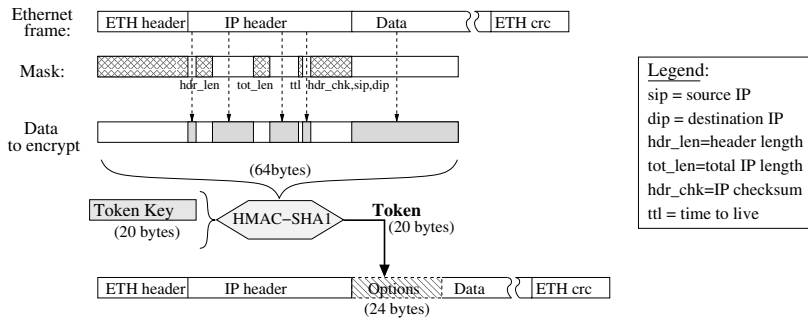 Ethernet frame:
ETH header
IP header
Data
ETH crc
Mask:
hdr_len
tot_len
ttl
hdr_chk,sip,dip
Data to encrypt
(64bytes)
Token Key
(20 bytes)
HMAC−SHA1
Token
(20 bytes)
ETH header
IP header
Options
Data
ETH crc
(24 bytes)
Legend:
sip = source IP
dip = destination IP
hdr_len=header length
tot_len=total IP length
hdr_chk=IP checksum
ttl = time to live